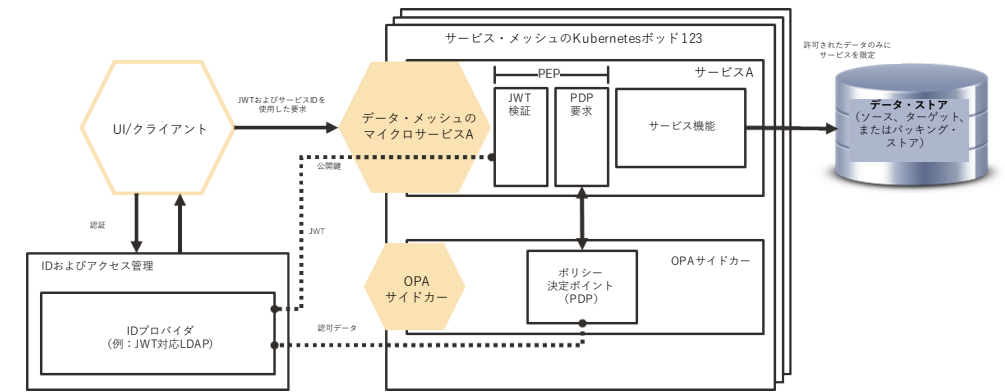 サービス・メッシュのKubernetesポッド123
許可されたデータのみに
サービスを限定
サービスA
PEP
JWT
検証
PDP
要求
サービス機能
データ・ストア
（ソース、ターゲット、
またはバッキング・
ストア）
UI/クライアント
JWTおよびサービスIDを
使用した要求
データ・メッシュの
マイクロサービスA
公開鍵
認証
JWT
IDおよびアクセス管理
IDプロバイダ
（例：JWT対応LDAP）
認可データ
OPA
サイドカー
OPAサイドカー
ポリシー
決定ポイント
（PDP）